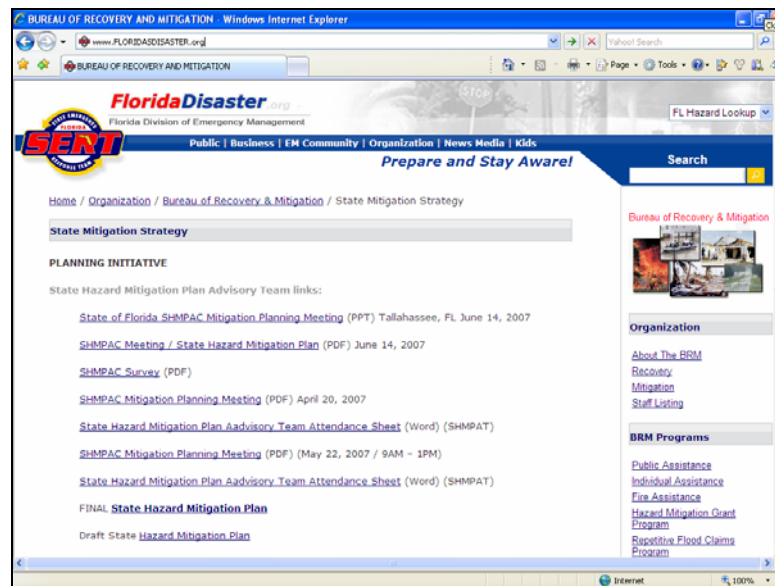 BUREAU OF RECOVERY AND MITIGATION - Windows Internet Explorer
www.FLORIDASDISASTER.org
Yahoo! Search
BUREAU OF RECOVERY AND MITIGATION
Page
Tools
FloridaDisaster.org
Florida Division of Emergency Management
STOP
FL Hazard Lookup
STATE EMERGENCY
FLORIDA
SERT
RESPONSE TEAM
Public | Business | EM Community | Organization | News Media | Kids
Prepare and Stay Aware!
Search
Home / Organization / Bureau of Recovery & Mitigation / State Mitigation Strategy
State Mitigation Strategy
PLANNING INITIATIVE
State Hazard Mitigation Plan Advisory Team links:
State of Florida SHMPAC Mitigation Planning Meeting (PPT) Tallahassee, FL June 14, 2007
SHMPAC Meeting / State Hazard Mitigation Plan (PDF) June 14, 2007
SHMPAC Survey (PDF)
SHMPAC Mitigation Planning Meeting (PDF) April 20, 2007
State Hazard Mitigation Plan Aadvisory Team Attendance Sheet (Word) (SHMPAT)
SHMPAC Mitigation Planning Meeting (PDF) (May 22, 2007 / 9AM – 1PM)
State Hazard Mitigation Plan Aadvisory Team Attendance Sheet (Word) (SHMPAT)
FINAL State Hazard Mitigation Plan
Draft State Hazard Mitigation Plan
Bureau of Recovery & Mitigation
Organization
About The BRM
Recovery
Mitigation
Staff Listing
BRM Programs
Public Assistance
Individual Assistance
Fire Assistance
Hazard Mitigation Grant
Program
Repetitive Flood Claims
Program
Internet
100%